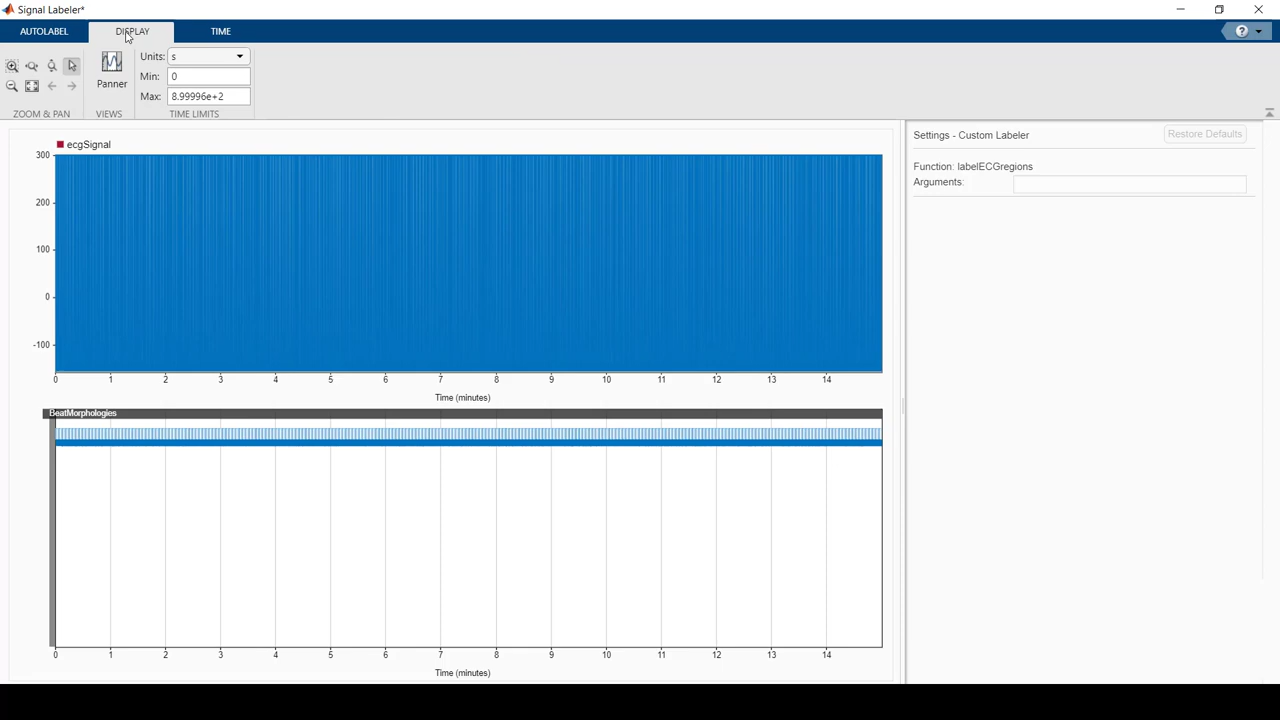 Signal Labeler*
AUTOLABEL DISPLAY TIME
Units: s
Min: 0
Max: 8.99996e+2
Panner
ZOOM & PAN VIEWS TIME LIMITS
ecgSignal
300
200
100
0
-100
0 1 2 3 4 5 6 7 8 9 10 11 12 13 14
Time (minutes)
BeatMorphologies
0 1 2 3 4 5 6 7 8 9 10 11 12 13 14
Time (minutes)
Settings - Custom Labeler Restore Defaults
Function: labelECGregions
Arguments: